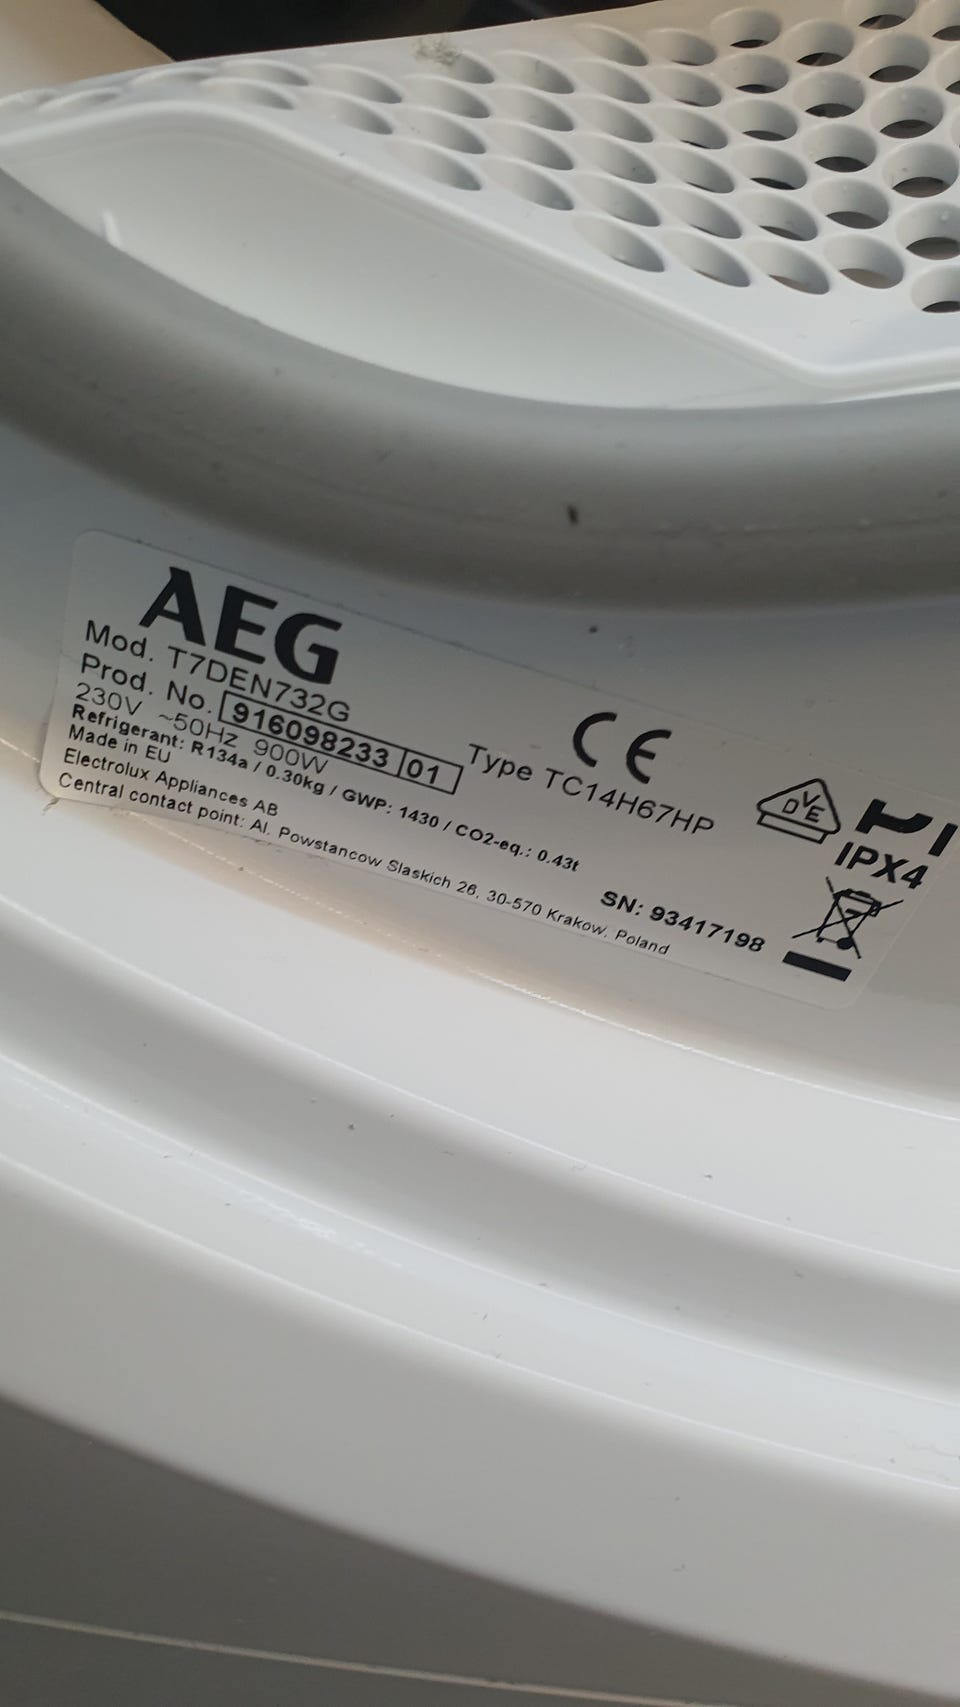 AEG
Mod. T7DEN732G
Prod. No. 916098233 01
230V ~50Hz 900W
Type TC14H67HP
Refrigerant: R134a / 0.30kg / GWP: 1430 / CO2-eq.: 0.43t
Made in EU
Electrolux Appliances AB
Central contact point: Al. Powstancow Slaskich 26, 30-570 Krakow, Poland
SN: 93417198
CE
DVE
IPX4